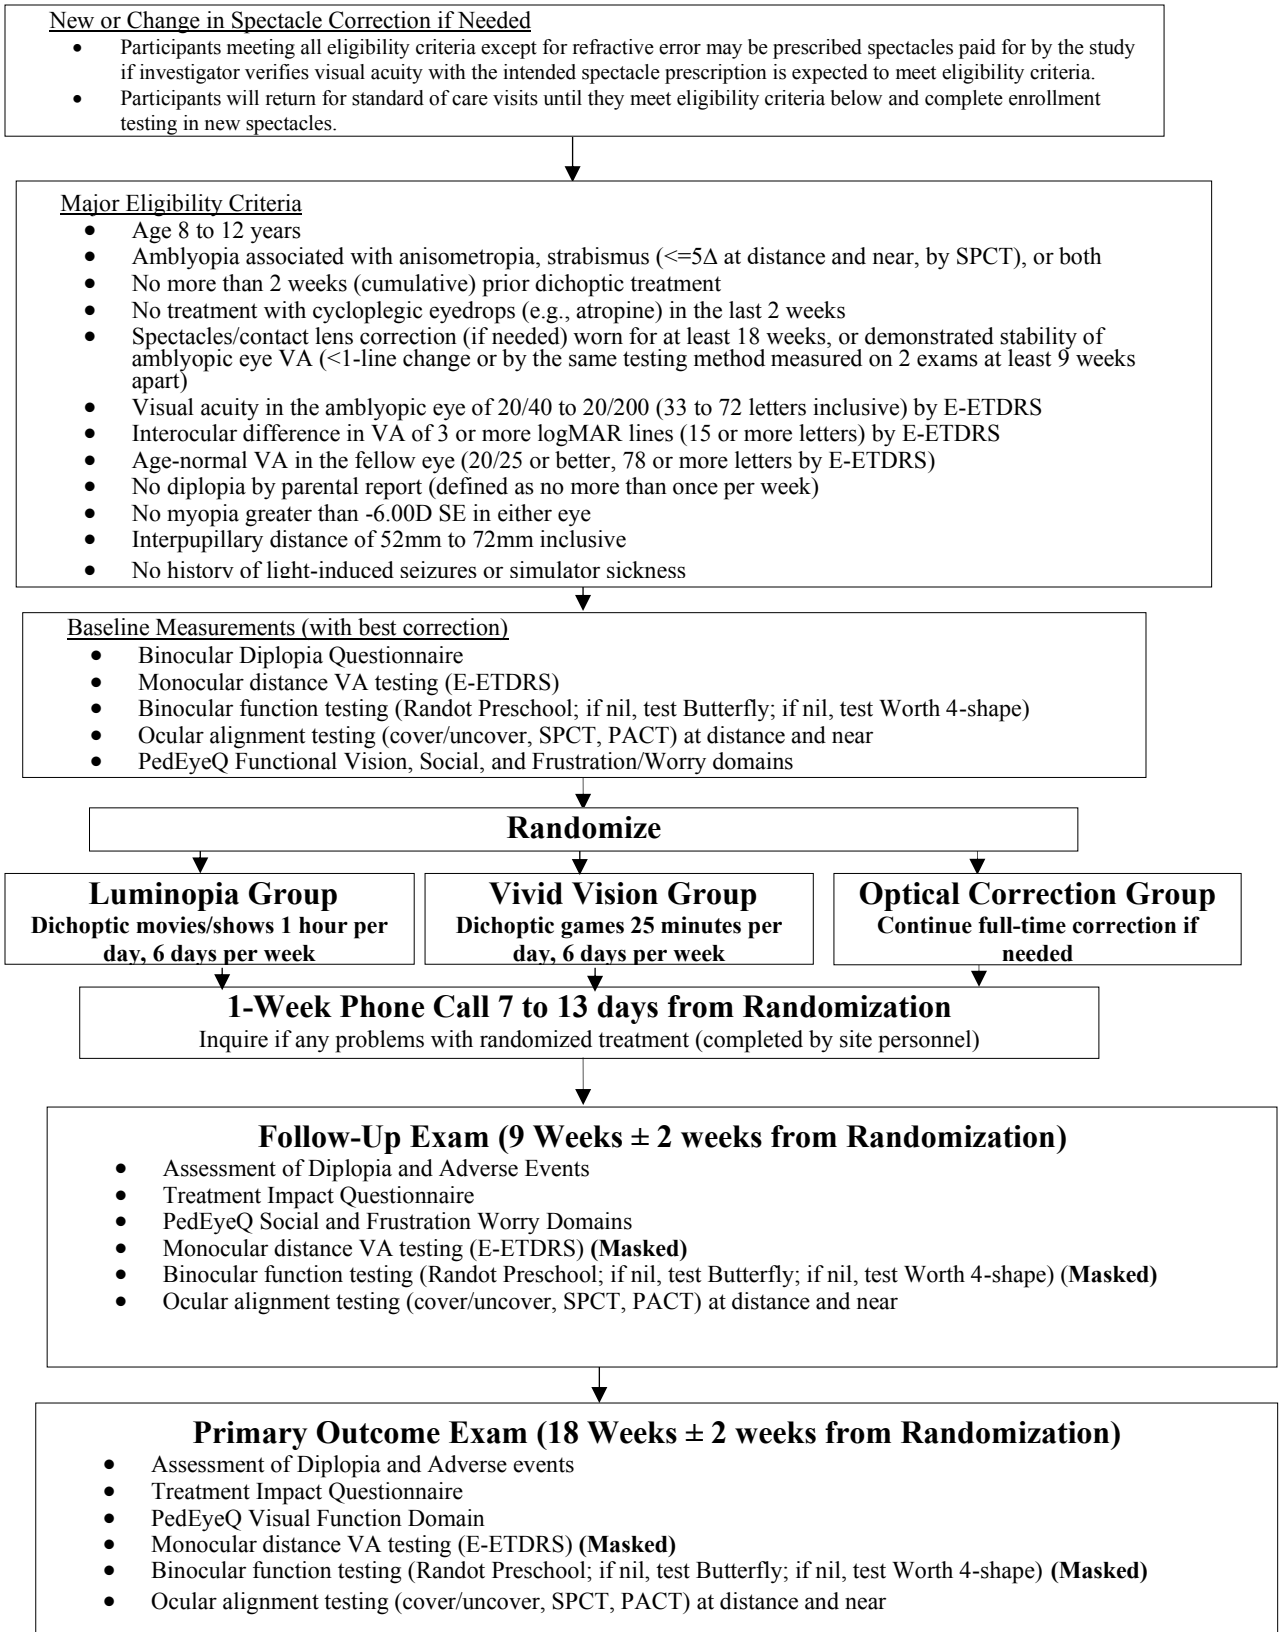 New or Change in Spectacle Correction if Needed
• Participants meeting all eligibility criteria except for refractive error may be prescribed spectacles paid for by the study
if investigator verifies visual acuity with the intended spectacle prescription is expected to meet eligibility criteria.
• Participants will return for standard of care visits until they meet eligibility criteria below and complete enrollment
testing in new spectacles.
Major Eligibility Criteria
• Age 8 to 12 years
• Amblyopia associated with anisometropia, strabismus (<=5Δ at distance and near, by SPCT), or both
• No more than 2 weeks (cumulative) prior dichoptic treatment
• No treatment with cycloplegic eyedrops (e.g., atropine) in the last 2 weeks
• Spectacles/contact lens correction (if needed) worn for at least 18 weeks, or demonstrated stability of
amblyopic eye VA (<1-line change or by the same testing method measured on 2 exams at least 9 weeks
apart)
• Visual acuity in the amblyopic eye of 20/40 to 20/200 (33 to 72 letters inclusive) by E-ETDRS
• Interocular difference in VA of 3 or more logMAR lines (15 or more letters) by E-ETDRS
• Age-normal VA in the fellow eye (20/25 or better, 78 or more letters by E-ETDRS)
• No diplopia by parental report (defined as no more than once per week)
• No myopia greater than -6.00D SE in either eye
• Interpupillary distance of 52mm to 72mm inclusive
• No history of light-induced seizures or simulator sickness
Baseline Measurements (with best correction)
• Binocular Diplopia Questionnaire
• Monocular distance VA testing (E-ETDRS)
• Binocular function testing (Randot Preschool; if nil, test Butterfly; if nil, test Worth 4-shape)
• Ocular alignment testing (cover/uncover, SPCT, PACT) at distance and near
• PedEyeQ Functional Vision, Social, and Frustration/Worry domains
Randomize
Luminopia Group
Dichoptic movies/shows 1 hour per
day, 6 days per week
Vivid Vision Group
Dichoptic games 25 minutes per
day, 6 days per week
Optical Correction Group
Continue full-time correction if
needed
1-Week Phone Call 7 to 13 days from Randomization
Inquire if any problems with randomized treatment (completed by site personnel)
Follow-Up Exam (9 Weeks ± 2 weeks from Randomization)
• Assessment of Diplopia and Adverse Events
• Treatment Impact Questionnaire
• PedEyeQ Social and Frustration Worry Domains
• Monocular distance VA testing (E-ETDRS) (Masked)
• Binocular function testing (Randot Preschool; if nil, test Butterfly; if nil, test Worth 4-shape) (Masked)
• Ocular alignment testing (cover/uncover, SPCT, PACT) at distance and near
Primary Outcome Exam (18 Weeks ± 2 weeks from Randomization)
• Assessment of Diplopia and Adverse events
• Treatment Impact Questionnaire
• PedEyeQ Visual Function Domain
• Monocular distance VA testing (E-ETDRS) (Masked)
• Binocular function testing (Randot Preschool; if nil, test Butterfly; if nil, test Worth 4-shape) (Masked)
• Ocular alignment testing (cover/uncover, SPCT, PACT) at distance and near